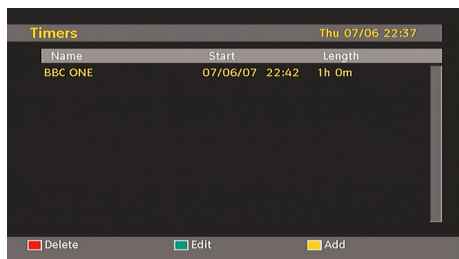 Timers Thu 07/06 22:37
Name Start Length
BBC ONE 07/06/07 22:42 1h 0m
Delete Edit Add